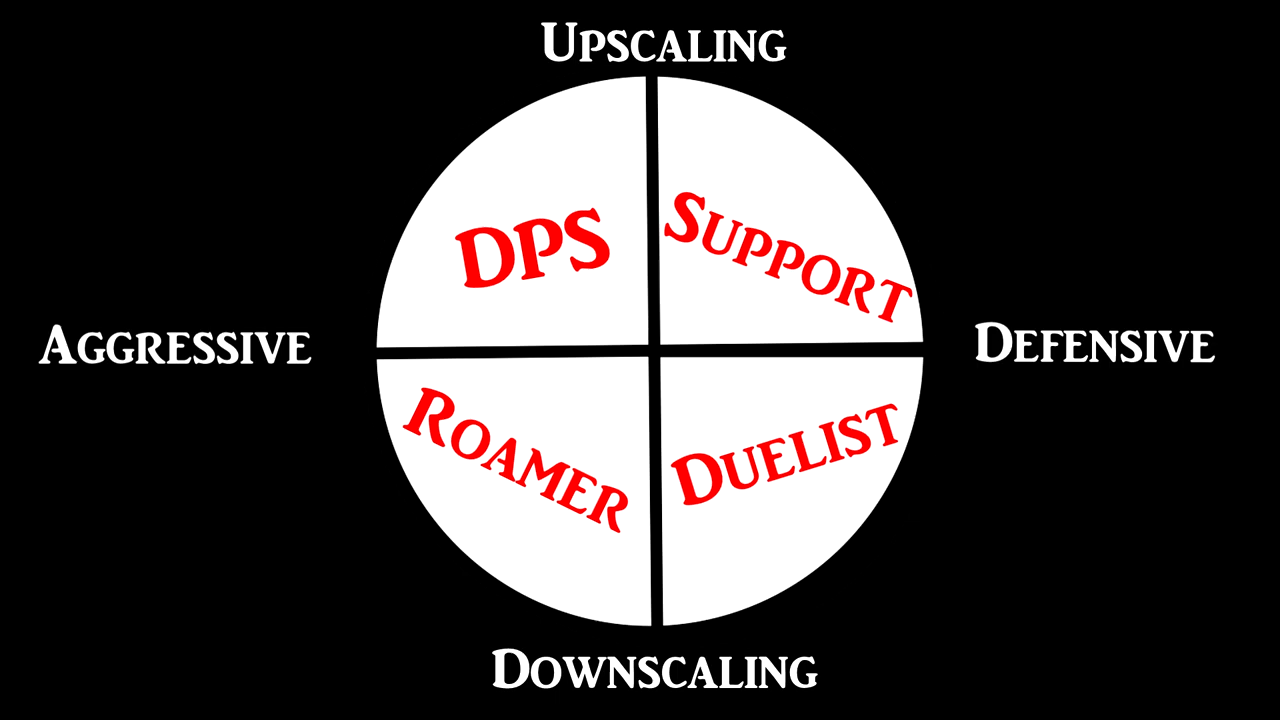 Upscaling
DPS
Support
Aggressive
Defensive
Roamer
Duelist
Downscaling